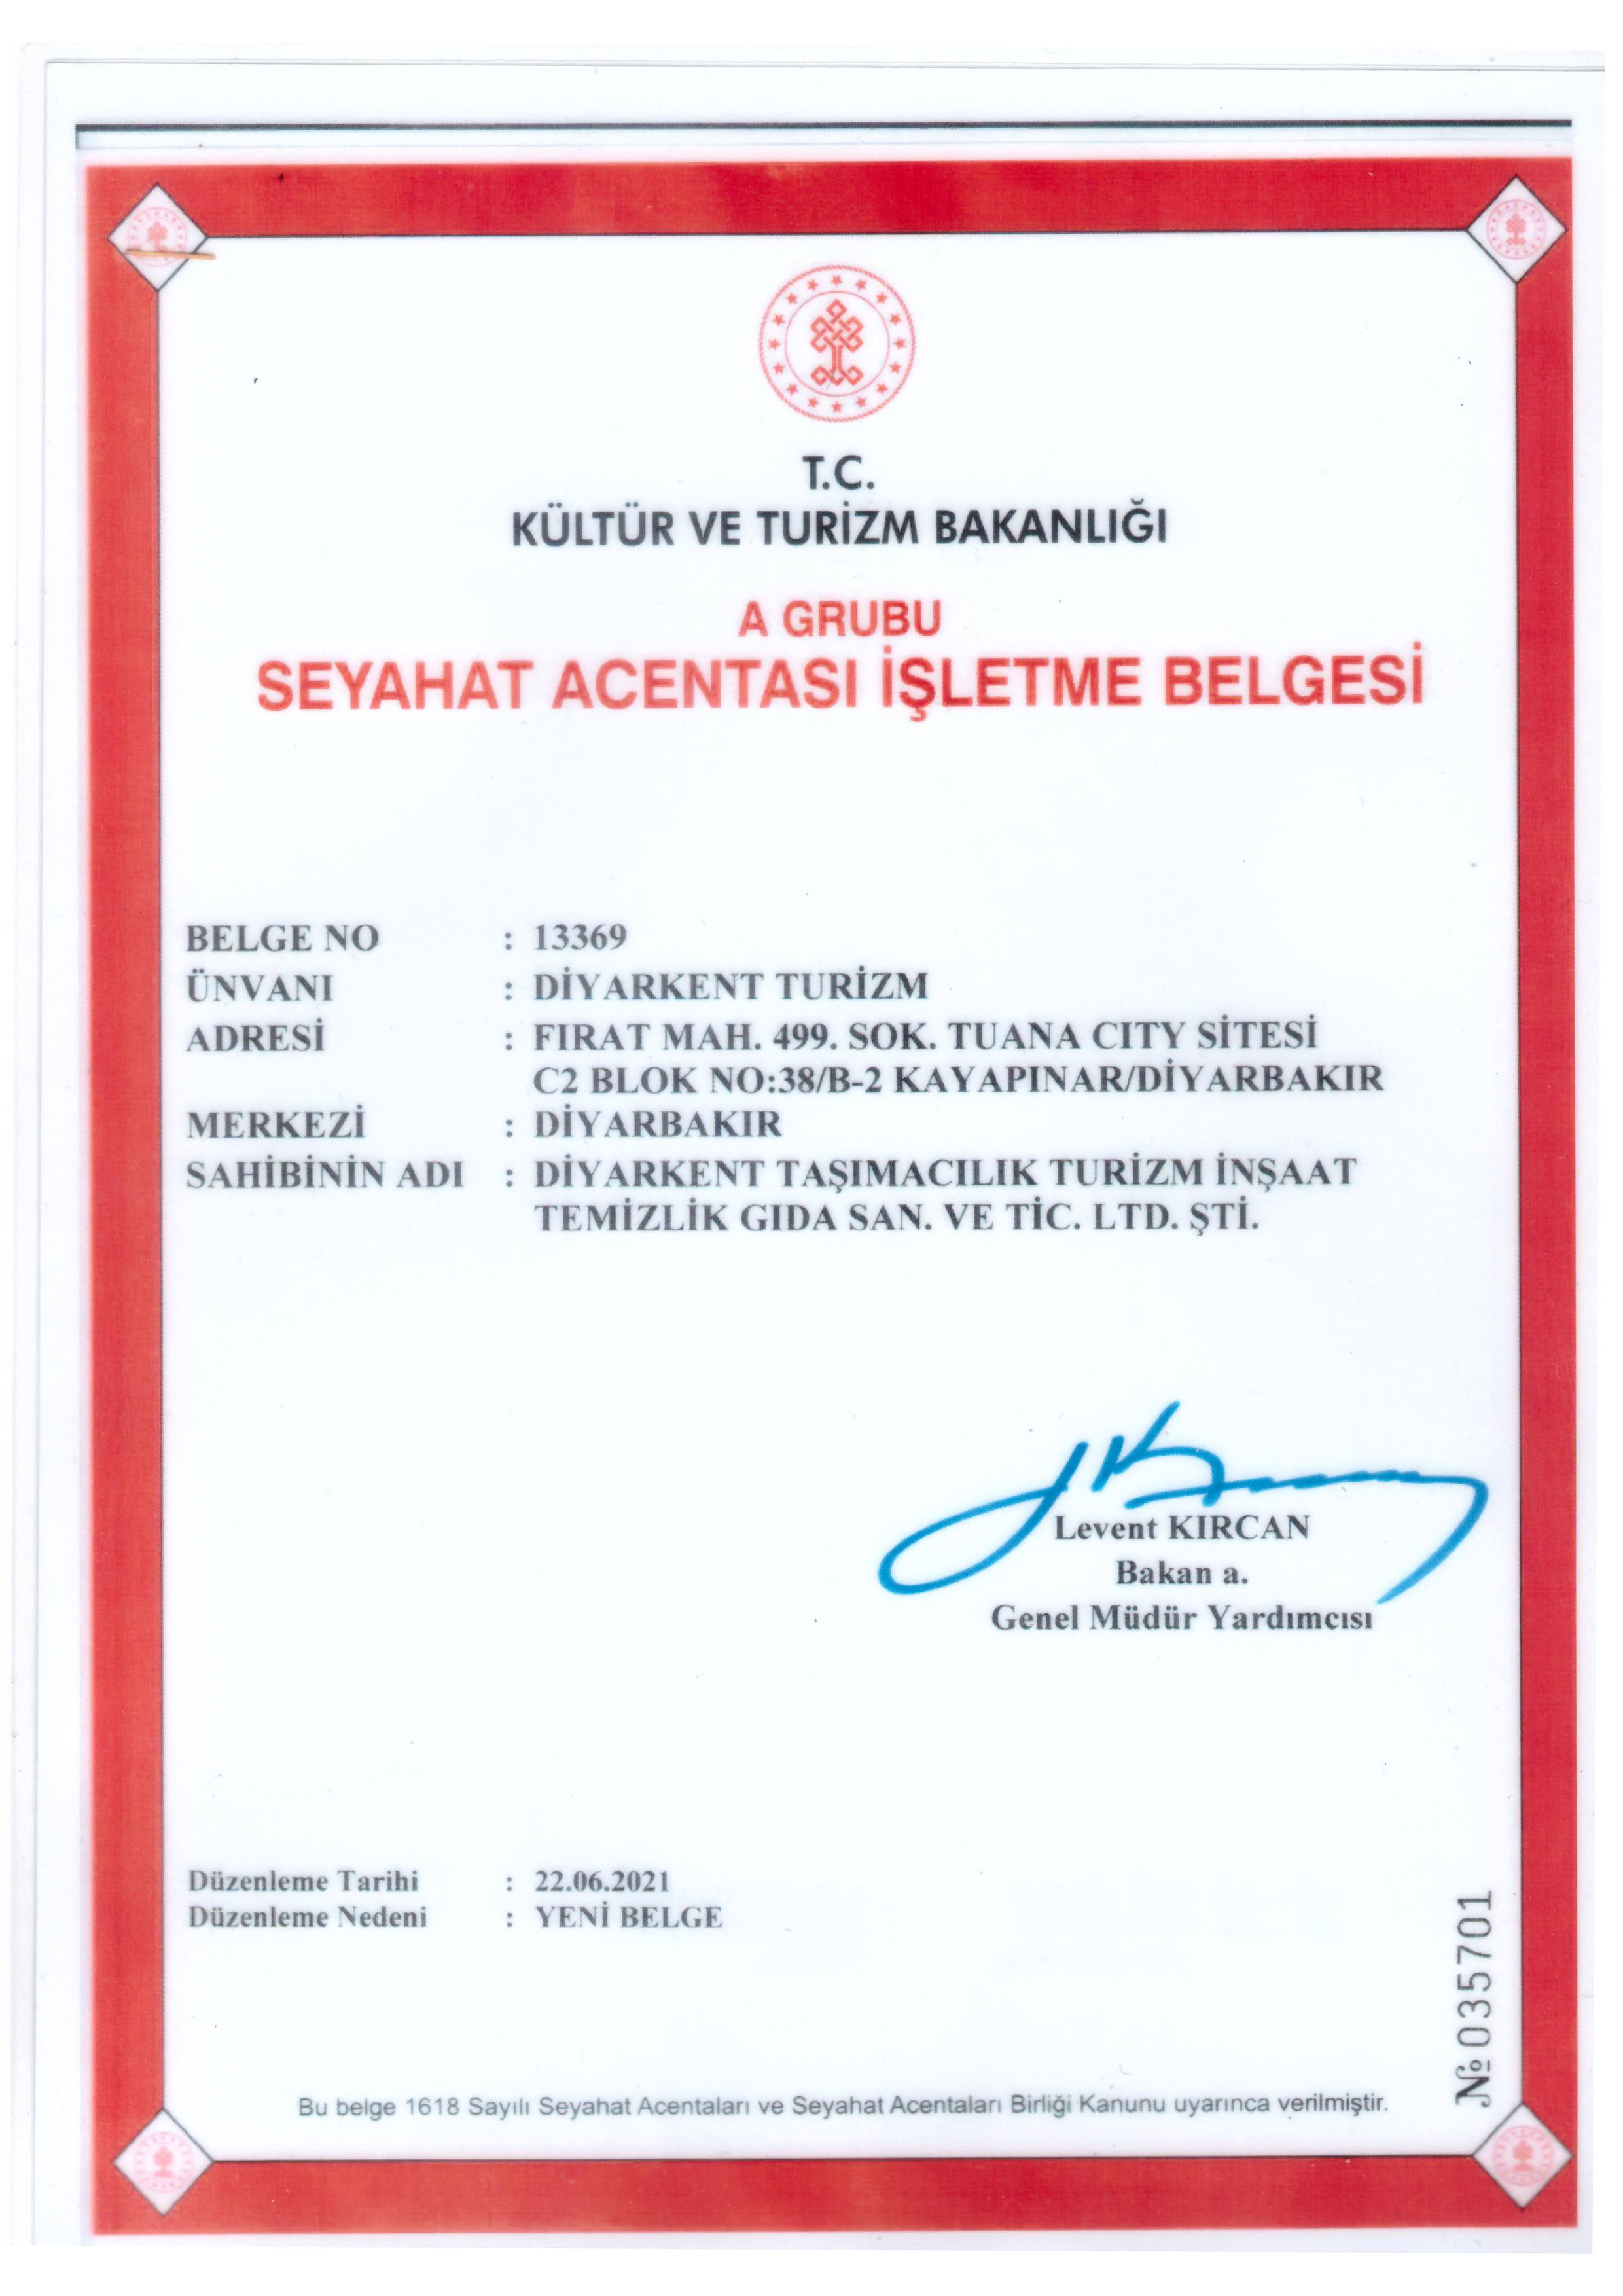 T.C.
KÜLTÜR VE TURİZM BAKANLIĞI
A GRUBU
SEYAHAT ACENTASI İŞLETME BELGESİ
BELGE NO : 13369
ÜNVANI : DİYARKENT TURİZM
ADRESİ : FIRAT MAH. 499. SOK. TUANA CITY SİTESİ
C2 BLOK NO:38/B-2 KAYAPINAR/DİYARBAKIR
MERKEZİ : DİYARBAKIR
SAHİBİNİN ADI : DİYARKENT TAŞIMACILIK TURİZM İNŞAAT
TEMİZLİK GIDA SAN. VE TİC. LTD. ŞTİ.
Levent KIRCAN
Bakan a.
Genel Müdür Yardımcısı
Düzenleme Tarihi : 22.06.2021
Düzenleme Nedeni : YENİ BELGE
№ 035701
Bu belge 1618 Sayılı Seyahat Acentaları ve Seyahat Acentaları Birliği Kanunu uyarınca verilmiştir.